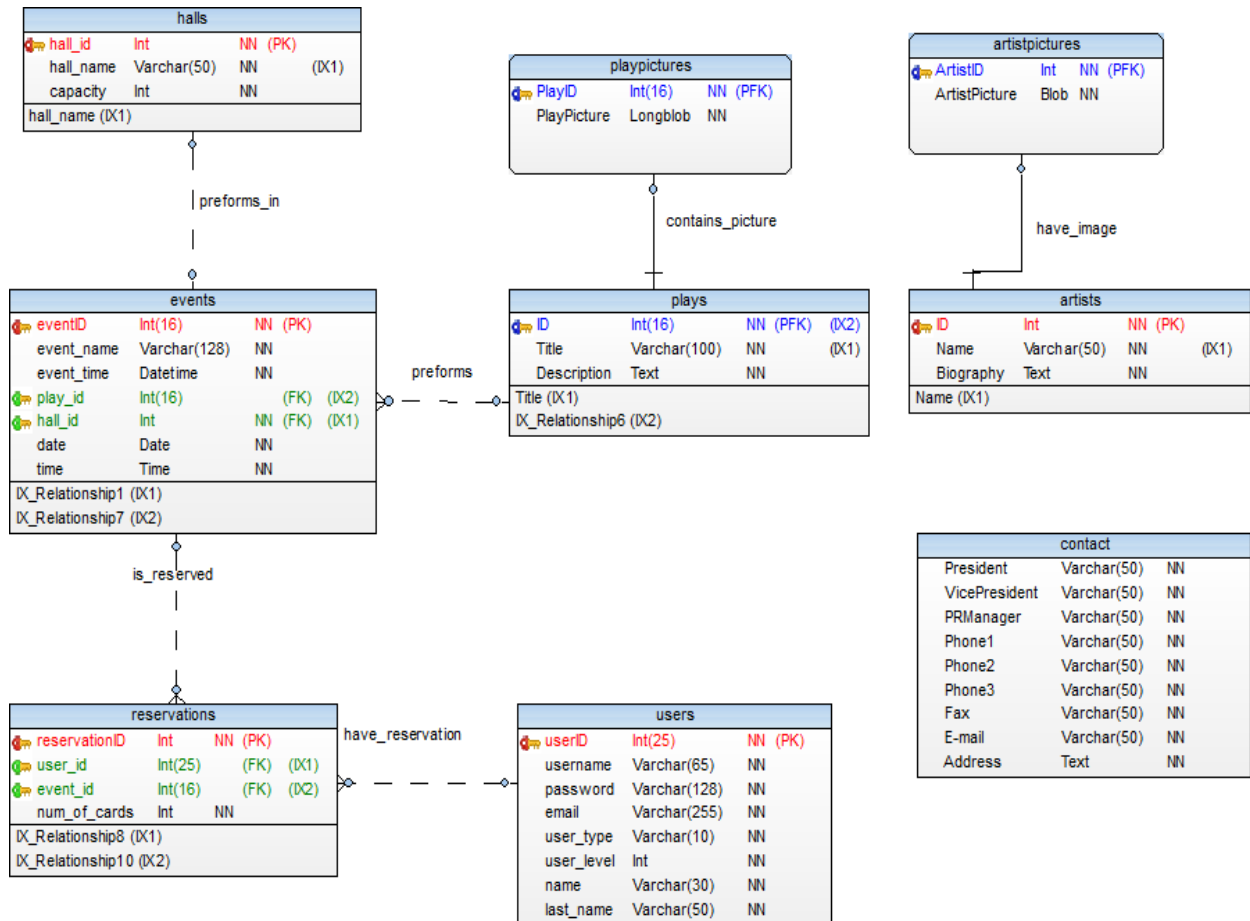 halls
hall_id Int NN (PK)
hall_name Varchar(50) NN (IX1)
capacity Int NN
hall_name (IX1)
preforms_in
playpictures
PlayID Int(16) NN (PFK)
PlayPicture Longblob NN
contains_picture
artistpictures
ArtistID Int NN (PFK)
ArtistPicture Blob NN
have_image
events
eventID Int(16) NN (PK)
event_name Varchar(128) NN
event_time Datetime NN
play_id Int(16) (FK) (IX2)
hall_id Int NN (FK) (IX1)
date Date NN
time Time NN
IX_Relationship1 (IX1)
IX_Relationship7 (IX2)
preforms
plays
ID Int(16) NN (PFK) (IX2)
Title Varchar(100) NN (IX1)
Description Text NN
Title (IX1)
IX_Relationship6 (IX2)
artists
ID Int NN (PK)
Name Varchar(50) NN (IX1)
Biography Text NN
Name (IX1)
is_reserved
contact
President Varchar(50) NN
VicePresident Varchar(50) NN
PRManager Varchar(50) NN
Phone1 Varchar(50) NN
Phone2 Varchar(50) NN
Phone3 Varchar(50) NN
Fax Varchar(50) NN
E-mail Varchar(50) NN
Address Text NN
reservations
reservationID Int NN (PK)
user_id Int(25) (FK) (IX1)
event_id Int(16) (FK) (IX2)
num_of_cards Int NN
IX_Relationship8 (IX1)
IX_Relationship10 (IX2)
have_reservation
users
userID Int(25) NN (PK)
username Varchar(65) NN
password Varchar(128) NN
email Varchar(255) NN
user_type Varchar(10) NN
user_level Int NN
name Varchar(30) NN
last_name Varchar(50) NN